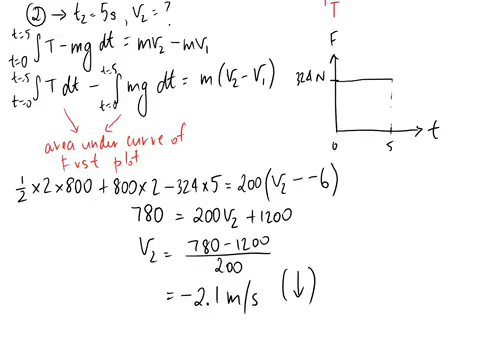 ② → t₂ = 5s, V₂ = ?
t=5 ∫ t=0 T - mg dt = mV₂ - mV₁
t=5 ∫ t=0 T dt - t=5 ∫ t=0 mg dt = m(V₂ - V₁)
area under curve of
F vs t plot
½ × 2 × 800 + 800 × 2 - 324 × 5 = 200(V₂ - -6)
780 = 200V₂ + 1200
V₂ = (780 - 1200)/200
= -2.1 m/s (↓)
↑T
F
324 N
0 5 t